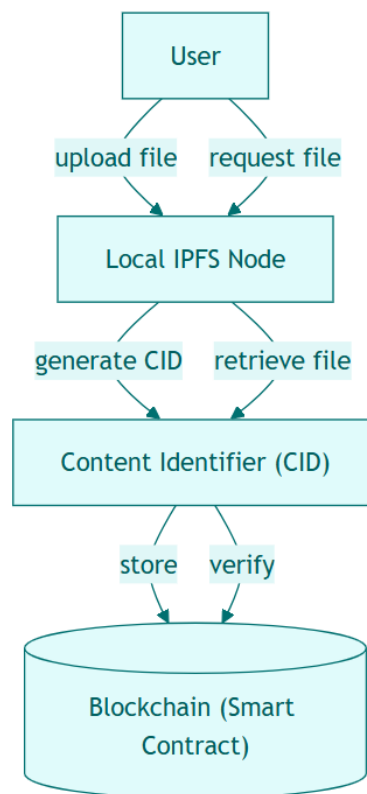 User
upload file
request file
Local IPFS Node
generate CID
retrieve file
Content Identifier (CID)
store
verify
Blockchain (Smart
Contract)